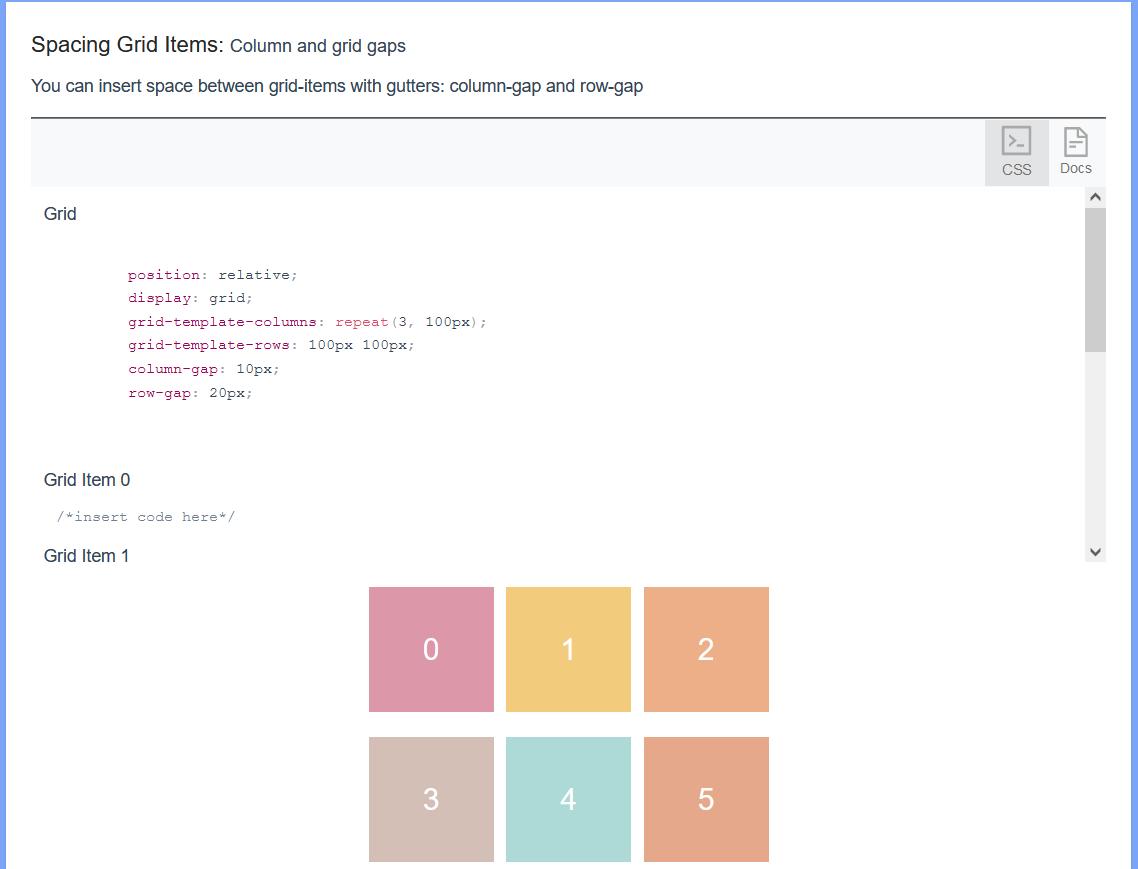 Spacing Grid Items: Column and grid gaps
You can insert space between grid-items with gutters: column-gap and row-gap
CSS
Docs
Grid
position: relative;
display: grid;
grid-template-columns: repeat(3, 100px);
grid-template-rows: 100px 100px;
column-gap: 10px;
row-gap: 20px;
Grid Item 0
/*insert code here*/
Grid Item 1
0 1 2
3 4 5